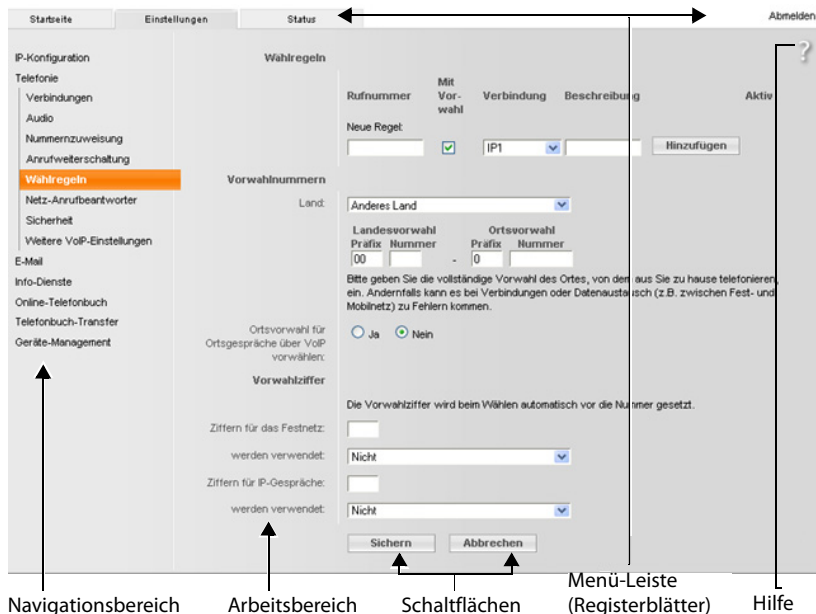 Startseite
Einstellungen
Status
Abmelden
?
IP-Konfiguration
Telefonie
Verbindungen
Audio
Nummernzuweisung
Anrufweiterschaltung
Wahlregeln
Netz-Anrufbeantworter
Sicherheit
Weitere VoIP-Einstellungen
E-Mail
Info-Dienste
Online-Telefonbuch
Telefonbuch-Transfer
Geräte-Management
Wahlregeln
Rufnummer
Mit
Vor-
wahl
Verbindung
Beschreibung
Aktiv
Neue Regel:
IP1
Hinzufügen
Vorwahlnummern
Land:
Anderes Land
Landesvorwahl
Ortsvorwahl
Präfix Nummer
Präfix Nummer
00
-
0
Bitte geben Sie die vollständige Vorwahl des Ortes, von dem aus Sie zu hause telefonieren,
ein. Andernfalls kann es bei Verbindungen oder Datenaustausch (z.B. zwischen Fest- und
Mobilnetz) zu Fehlern kommen.
Ortsvorwahl für
Ortsgespräche über VoIP
vorwählen:
Ja
Nein
Vorwahlziffer
Die Vorwahlziffer wird beim Wählen automatisch vor die Nummer gesetzt.
Ziffern für das Festnetz:
werden verwendet:
Nicht
Ziffern für IP-Gespräche:
werden verwendet:
Nicht
Sichern
Abbrechen
Navigationsbereich
Arbeitsbereich
Schaltflächen
Menü-Leiste
(Registerblätter)
Hilfe